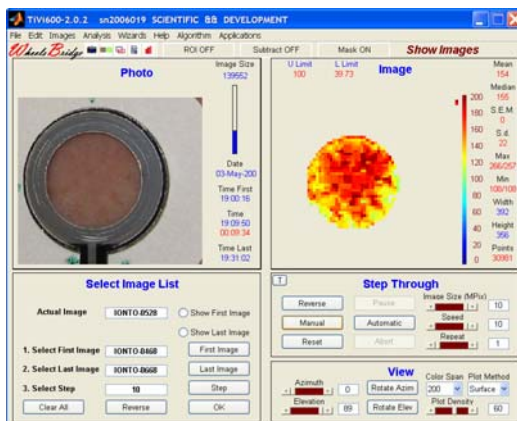 TiVi600-2.0.2 sn2006019 SCIENTIFIC && DEVELOPMENT
File Edit Images Analysis Wizards Help Algorithm Applications
WheelsBridge ROI OFF Subtract OFF Mask ON Show Images
Photo
Image Size
139552
Date
03-May-200
Time First
19:00:16
Time
19:09:50
00:09:34
Time Last
19:31:02
U Limit L Limit
100 39.73
Image
200
180
160
140
120
100
80
60
40
20
0
Mean
154
Median
155
S.E.M.
0
S.d.
22
Max
266/257
Min
100/108
Width
392
Height
356
Points
30981
Select Image List
Actual Image IONTO-0528 Show First Image
Show Last Image
1. Select First Image IONTO-0468 First Image
2. Select Last Image IONTO-0668 Last Image
3. Select Step 10 Step
Clear All Reverse OK
T Step Through
Reverse Pause Image Size (MPix) 10
Manual Automatic Speed 10
Reset Abort Repeat 1
View
Azimuth 0 Rotate Azim Color Span 200 Plot Method Surface
Elevation 89 Rotate Elev Plot Density 60